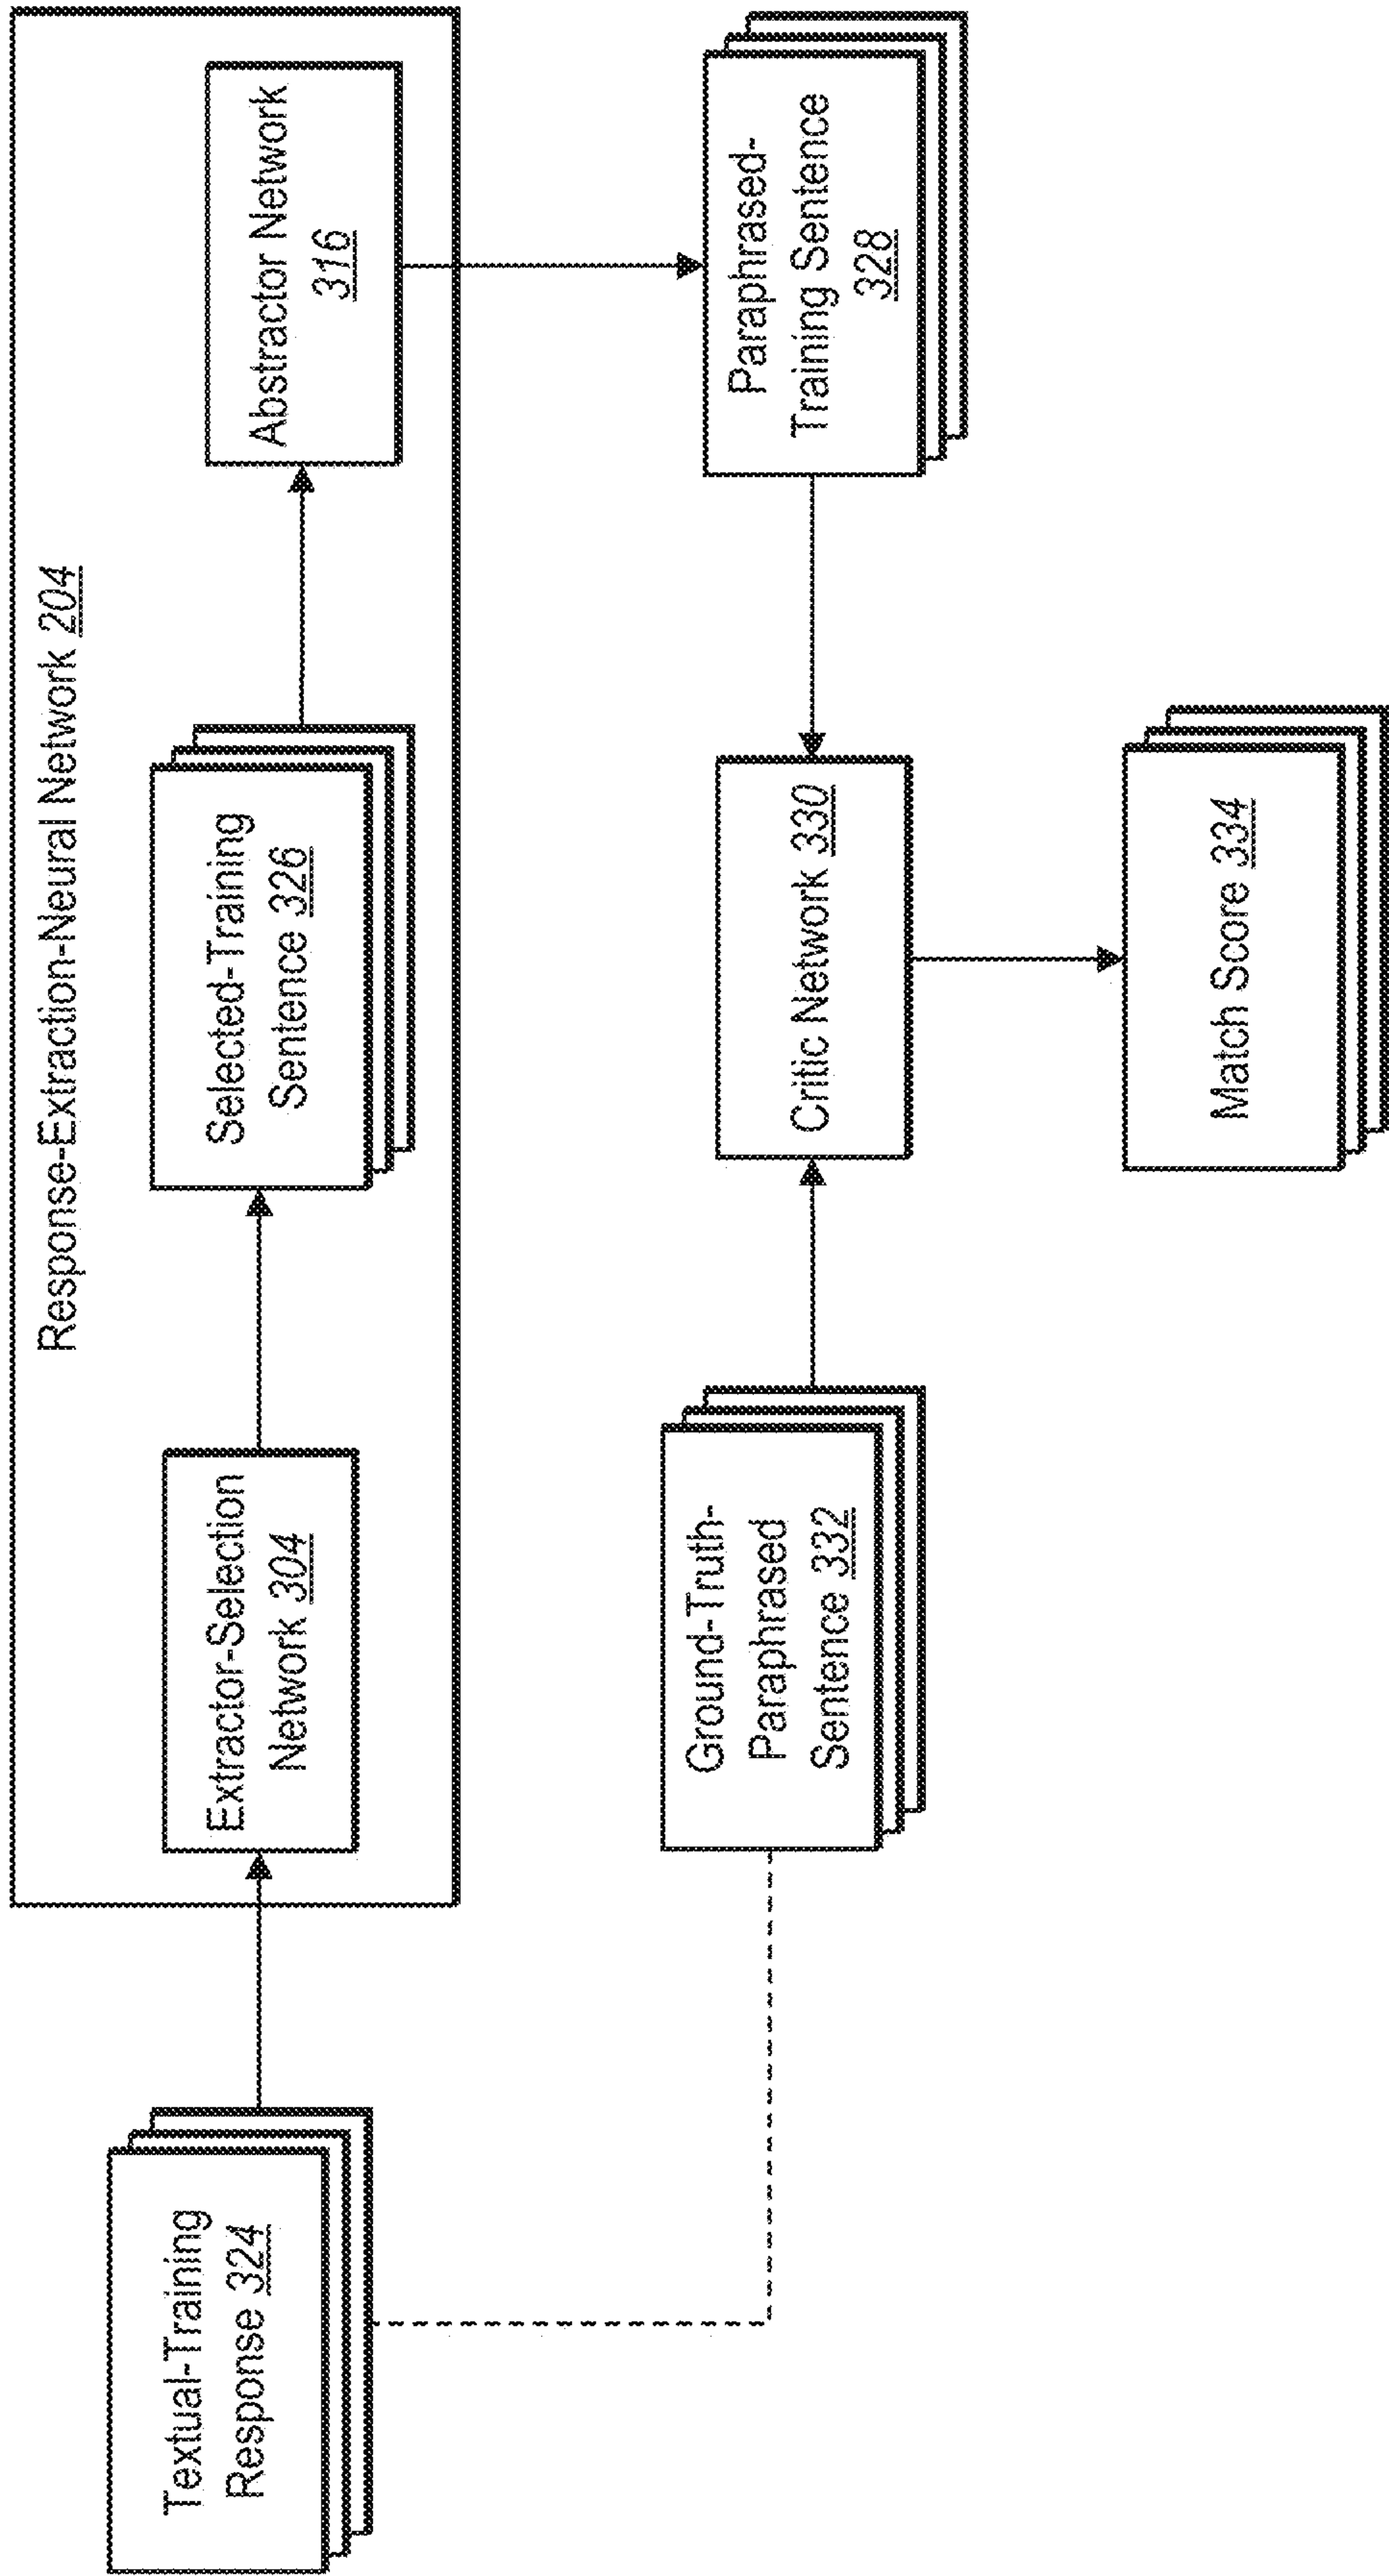 Response-Extraction-Neural Network 204
Textual-Training
Response 324
Extractor-Selection
Network 304
Selected-Training
Sentence 326
Abstractor Network
316
Ground-Truth-
Paraphrased
Sentence 332
Critic Network 330
Paraphrased-
Training Sentence
328
Match Score 334